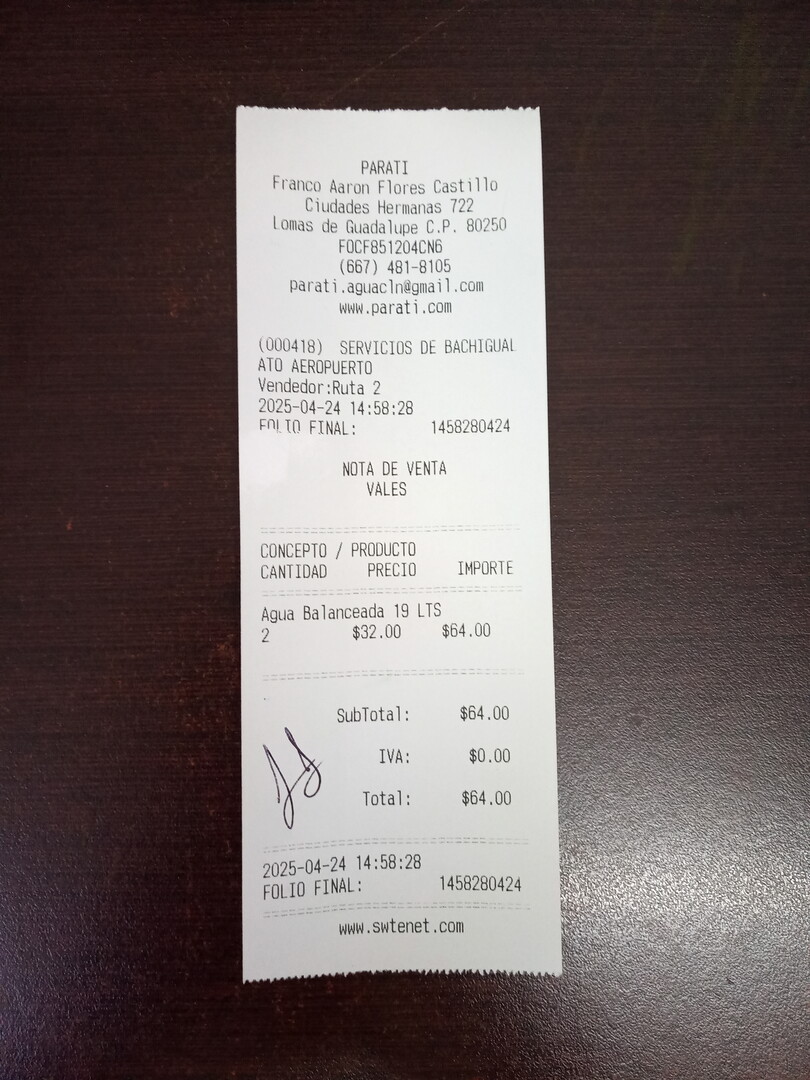 PARATI
Franco Aaron Flores Castillo
Ciudades Hermanas 722
Lomas de Guadalupe C.P. 80250
FOCF851204CN6
(667) 481-8105
parati.aguacln@gmail.com
www.parati.com
(000418) SERVICIOS DE BACHIGUAL
ATO AEROPUERTO
Vendedor:Ruta 2
2025-04-24 14:58:28
FOLIO FINAL: 1458280424
NOTA DE VENTA
VALES
CONCEPTO / PRODUCTO
CANTIDAD PRECIO IMPORTE
Agua Balanceada 19 LTS
2 $32.00 $64.00
SubTotal: $64.00
IVA: $0.00
Total: $64.00
2025-04-24 14:58:28
FOLIO FINAL: 1458280424
www.swtenet.com